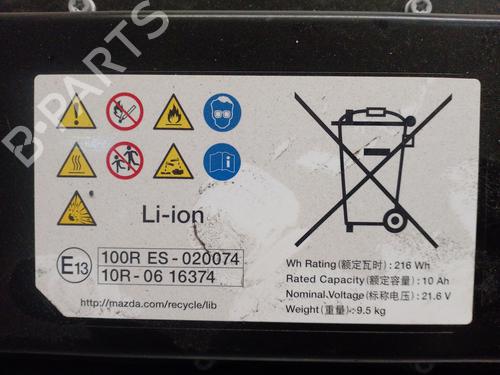 B-PARTS
Li-ion
E13
100R ES - 020074
10R - 06 16374
http://mazda.com/recycle/lib
Wh Rating(额定瓦时) : 216 Wh
Rated Capacity(额定容量) : 10 Ah
Nominal Voltage(标称电压) : 21.6 V
Weight(重量) : 9.5 kg